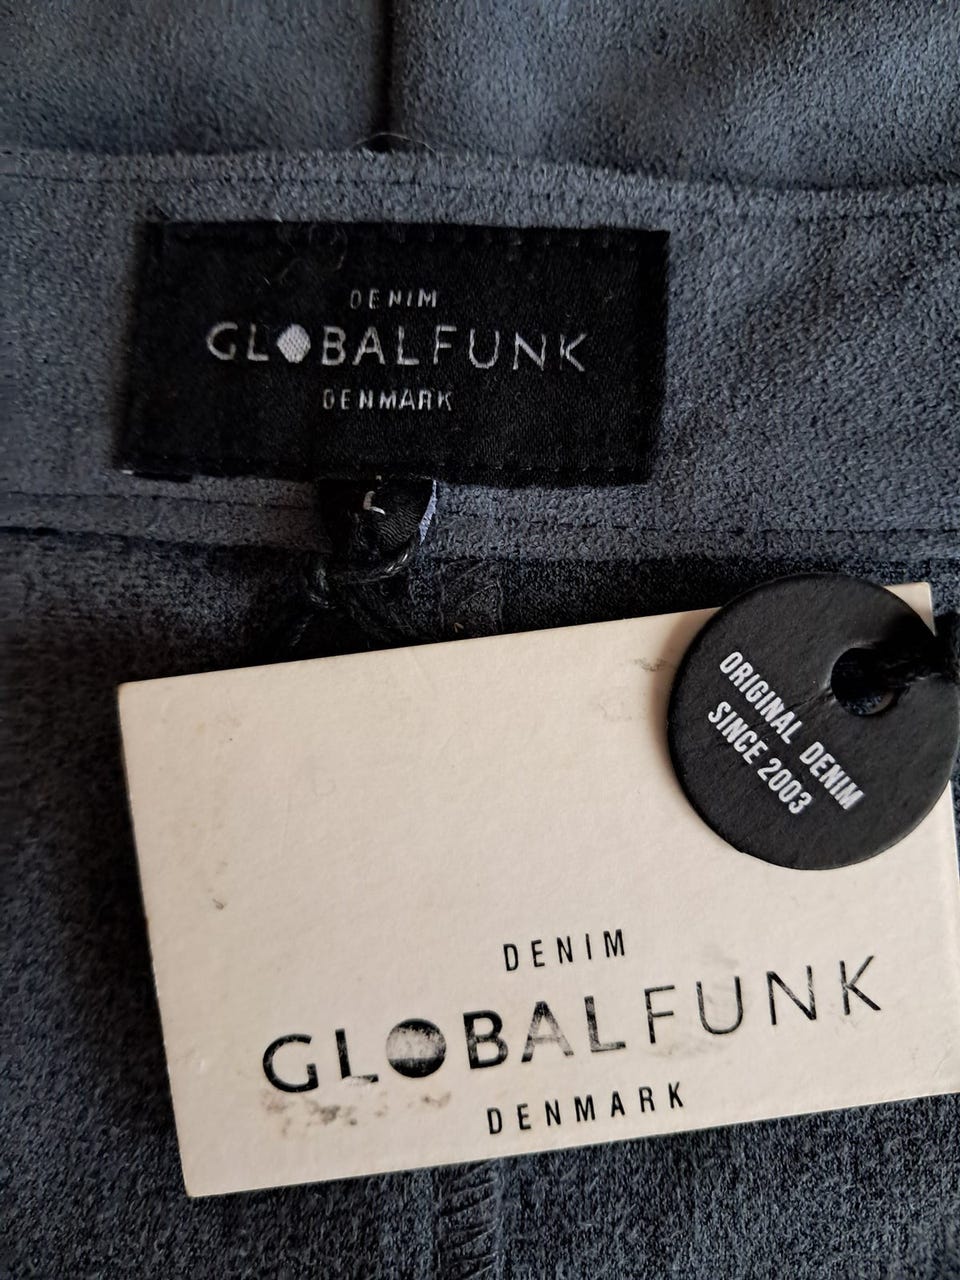 DENIM
GLOBALFUNK
DENMARK
ORIGINAL DENIM
SINCE 2003
DENIM
GLOBALFUNK
DENMARK